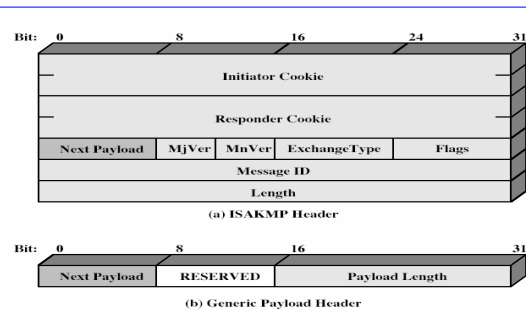 Bit: 0 8 16 24 31
Initiator Cookie
Responder Cookie
Next Payload MjVer MnVer ExchangeType Flags
Message ID
Length
(a) ISAKMP Header
Bit: 0 8 16 31
Next Payload RESERVED Payload Length
(b) Generic Payload Header